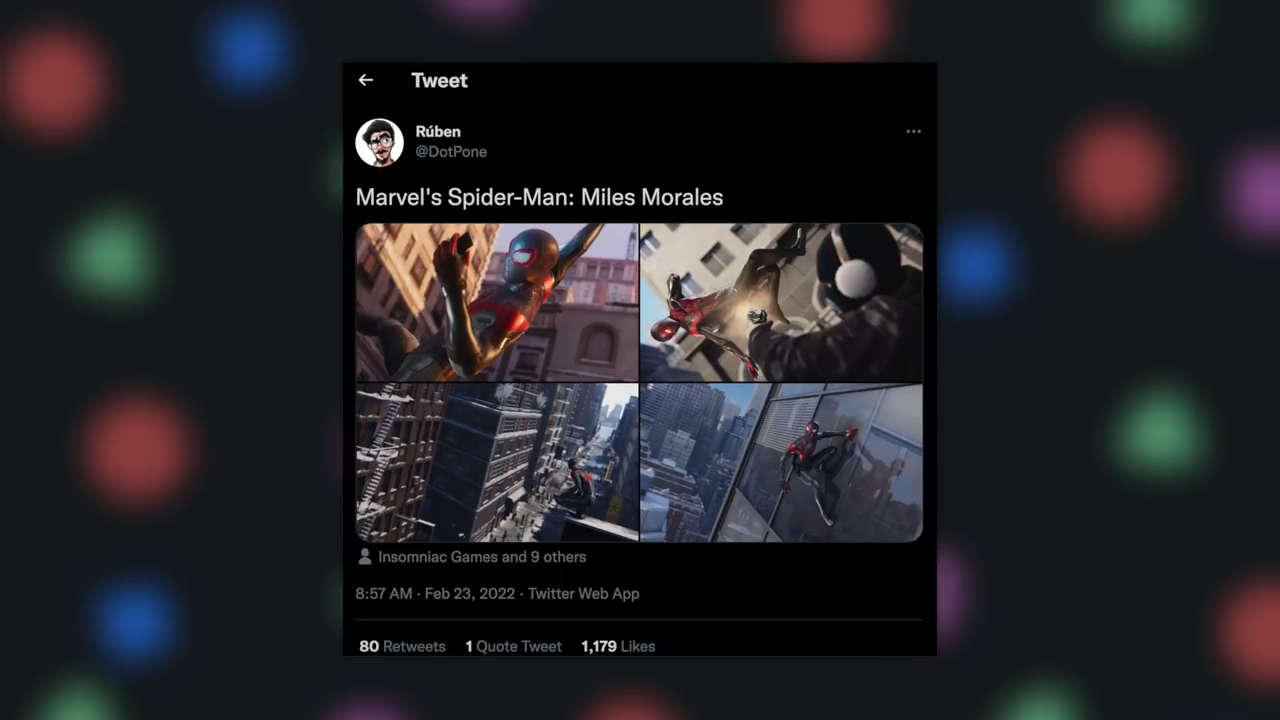 Tweet
Rúben
@DotPone
Marvel's Spider-Man: Miles Morales
Insomniac Games and 9 others
8:57 AM · Feb 23, 2022 · Twitter Web App
80 Retweets 1 Quote Tweet 1,179 Likes